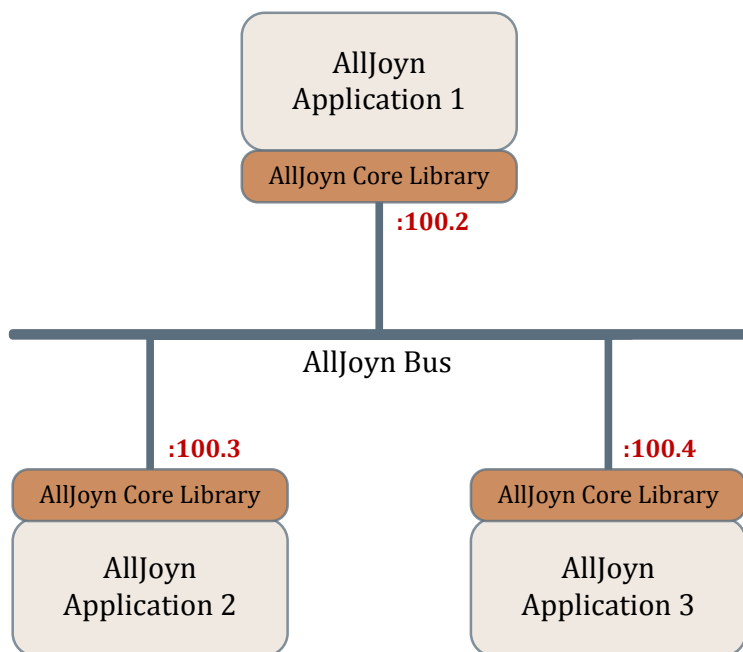 AllJoyn
Application 1
AllJoyn Core Library
:100.2
AllJoyn Bus
:100.3
:100.4
AllJoyn Core Library
AllJoyn Core Library
AllJoyn
Application 2
AllJoyn
Application 3